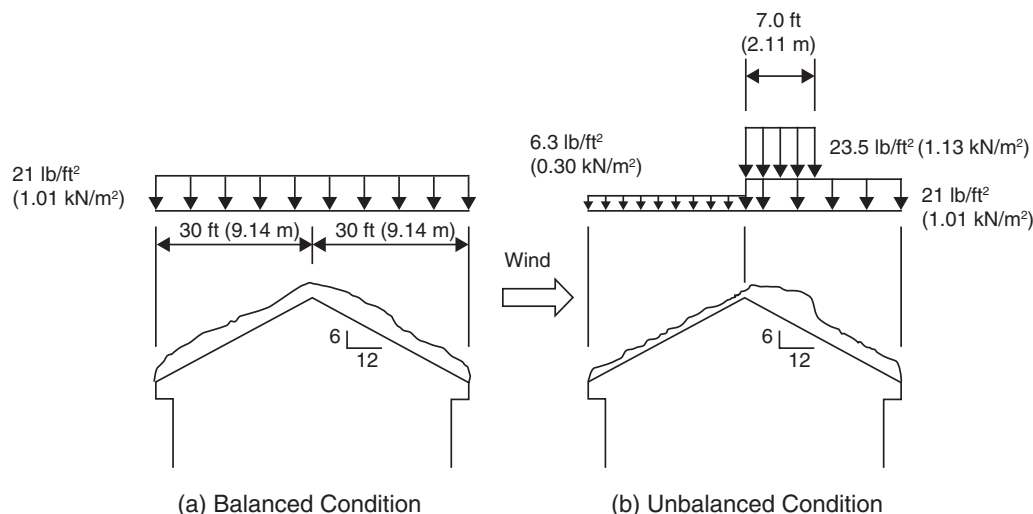 7.0 ft
(2.11 m)
6.3 lb/ft²
(0.30 kN/m²)
23.5 lb/ft² (1.13 kN/m²)
21 lb/ft²
(1.01 kN/m²)
21 lb/ft²
(1.01 kN/m²)
30 ft (9.14 m)
30 ft (9.14 m)
Wind
6
12
6
12
(a) Balanced Condition
(b) Unbalanced Condition